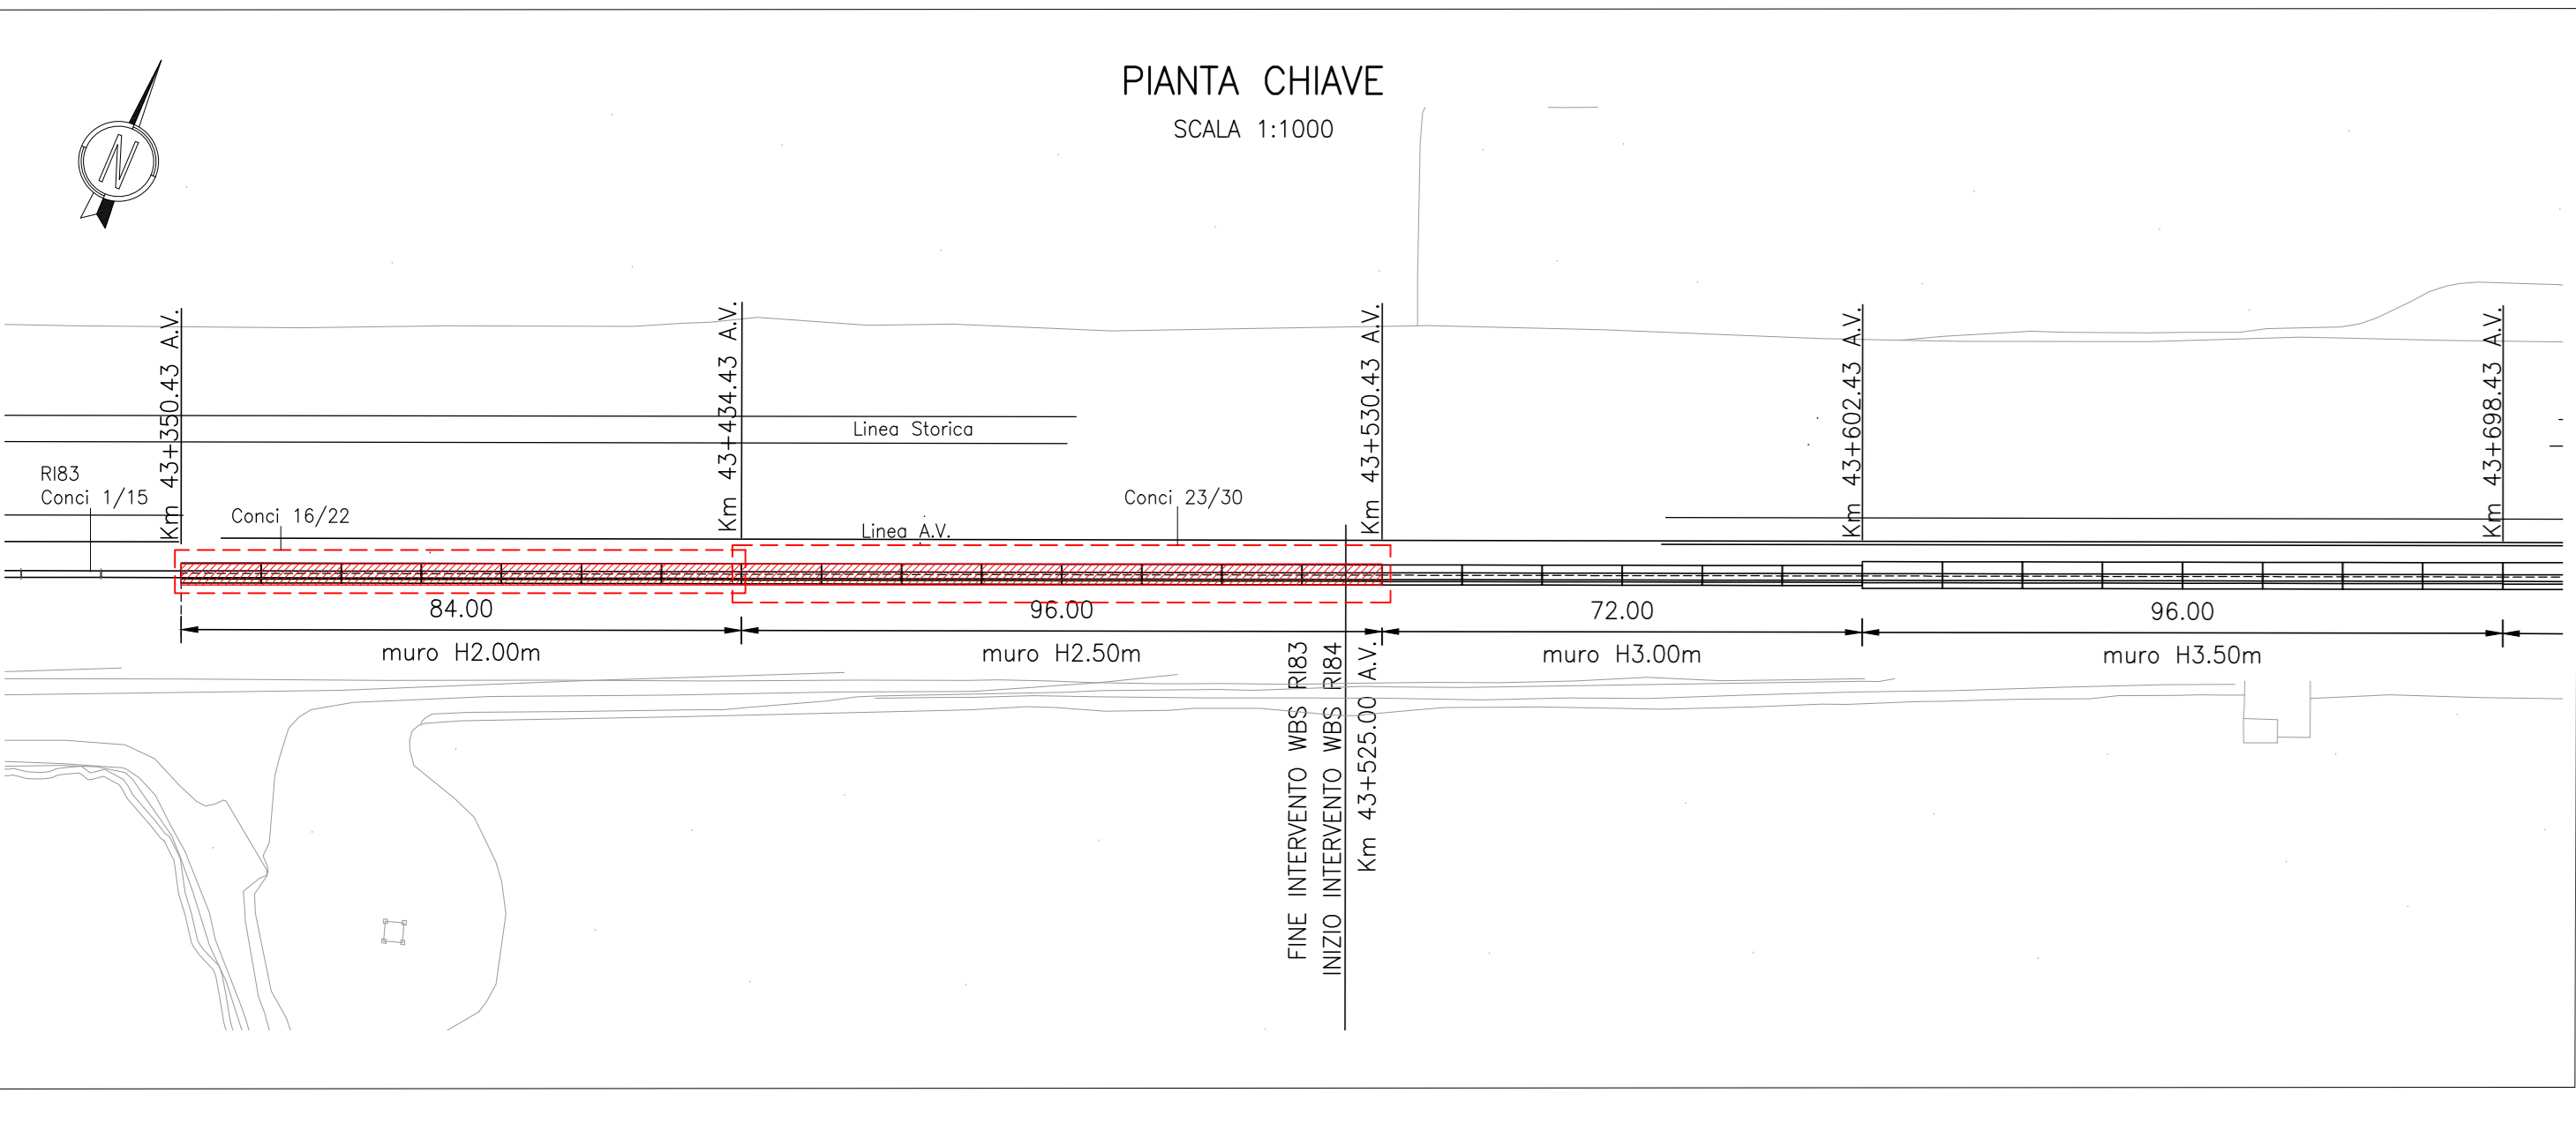 PIANTA CHIAVE
SCALA 1:1000
N
Km 43+350.43 A.V.
Km 43+434.43 A.V.
Km 43+530.43 A.V.
Km 43+602.43 A.V.
Km 43+698.43 A.V.
Linea Storica
RI83
Conci 1/15
Conci 16/22
Conci 23/30
Linea A.V.
84.00
96.00
72.00
96.00
muro H2.00m
muro H2.50m
muro H3.00m
muro H3.50m
FINE INTERVENTO WBS RI83
INIZIO INTERVENTO WBS RI84
Km 43+525.00 A.V.